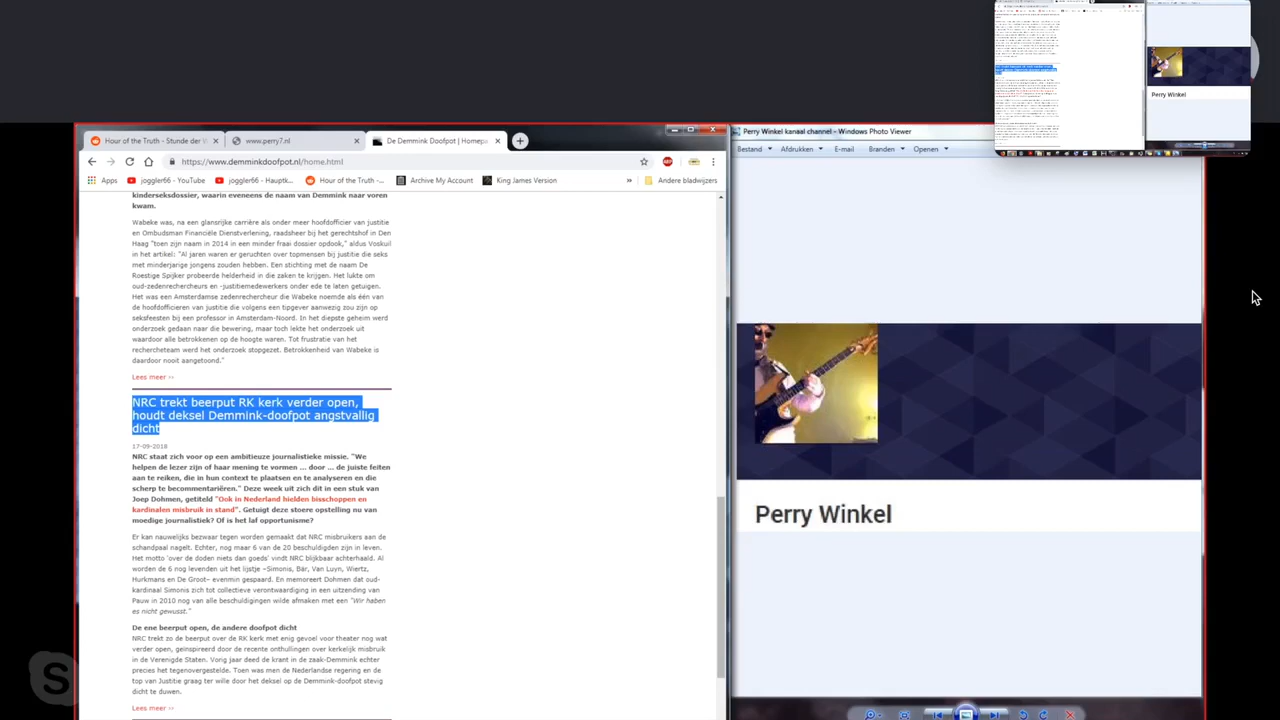 Hour of the Truth - Stunde der W
www.perry7.nl
De Demmink Doofpot | Homepa
https://www.demminkdoofpot.nl/home.html
Apps
joggler66 - YouTube
joggler66 - Hauptk...
Hour of the Truth -...
Archive My Account
King James Version
»
Andere bladwijzers
kinderseksdossier, waarin eveneens de naam van Demmink naar voren
kwam.
Wabeke was, na een glansrijke carrière als onder meer hoofdofficier van justitie
en Ombudsman Financiële Dienstverlening, raadsheer bij het gerechtshof in Den
Haag "toen zijn naam in 2014 in een minder fraai dossier opdook," aldus Voskuil
in het artikel: "Al jaren waren er geruchten over topmensen bij justitie die seks
met minderjarige jongens zouden hebben. Een stichting met de naam De
Roestige Spijker probeerde helderheid in die zaken te krijgen. Het lukte om
oud-zedenrechercheurs en -justitiemedewerkers onder ede te laten getuigen.
Het was een Amsterdamse zedenrechercheur die Wabeke noemde als één van
de hoofdofficieren van justitie die volgens een tipgever aanwezig zou zijn op
seksfeesten bij een professor in Amsterdam-Noord. In het diepste geheim werd
onderzoek gedaan naar die bewering, maar toch lekte het onderzoek uit
waardoor alle betrokkenen op de hoogte waren. Tot frustratie van het
rechercheteam werd het onderzoek stopgezet. Betrokkenheid van Wabeke is
daardoor nooit aangetoond."
Lees meer >>
NRC trekt beerput RK kerk verder open,
houdt deksel Demmink-doofpot angstvallig
dicht
17-09-2018
NRC staat zich voor op een ambitieuze journalistieke missie. "We
helpen de lezer zijn of haar mening te vormen ... door ... de juiste feiten
aan te reiken, die in hun context te plaatsen en te analyseren en die
scherp te becommentariëren." Deze week uit zich dit in een stuk van
Joep Dohmen, getiteld "Ook in Nederland hielden bisschoppen en
kardinalen misbruik in stand". Getuigt deze stoere opstelling nu van
moedige journalistiek? Of is het laf opportunisme?
Er kan nauwelijks bezwaar tegen worden gemaakt dat NRC misbruikers aan de
schandpaal nagelt. Echter, nog maar 6 van de 20 beschuldigden zijn in leven.
Het motto 'over de doden niets dan goeds' vindt NRC blijkbaar achterhaald. Al
worden de 6 nog levenden uit het lijstje –Simonis, Bär, Van Luyn, Wiertz,
Hurkmans en De Groot– evenmin gespaard. En memoreert Dohmen dat oud-
kardinaal Simonis zich tot collectieve verontwaardiging in een uitzending van
Pauw in 2010 nog van alle beschuldigingen wilde afmaken met een "Wir haben
es nicht gewusst."
De ene beerput open, de andere doofpot dicht
NRC trekt zo de beerput over de RK kerk met enig gevoel voor theater nog wat
verder open, geinspireerd door de recente onthullingen over kerkelijk misbruik
in de Verenigde Staten. Vorig jaar deed de krant in de zaak-Demmink echter
precies het tegenovergestelde. Toen was men de Nederlandse regering en de
top van Justitie graag ter wille door het deksel op de Demmink-doofpot stevig
dicht te duwen.
Lees meer >>
Perry Winkel kanaal channel - Windows Photo Viewer
Bestand
Afdrukken
E-mail
Branden
Openen
Perry Winkel
Perry Winkel